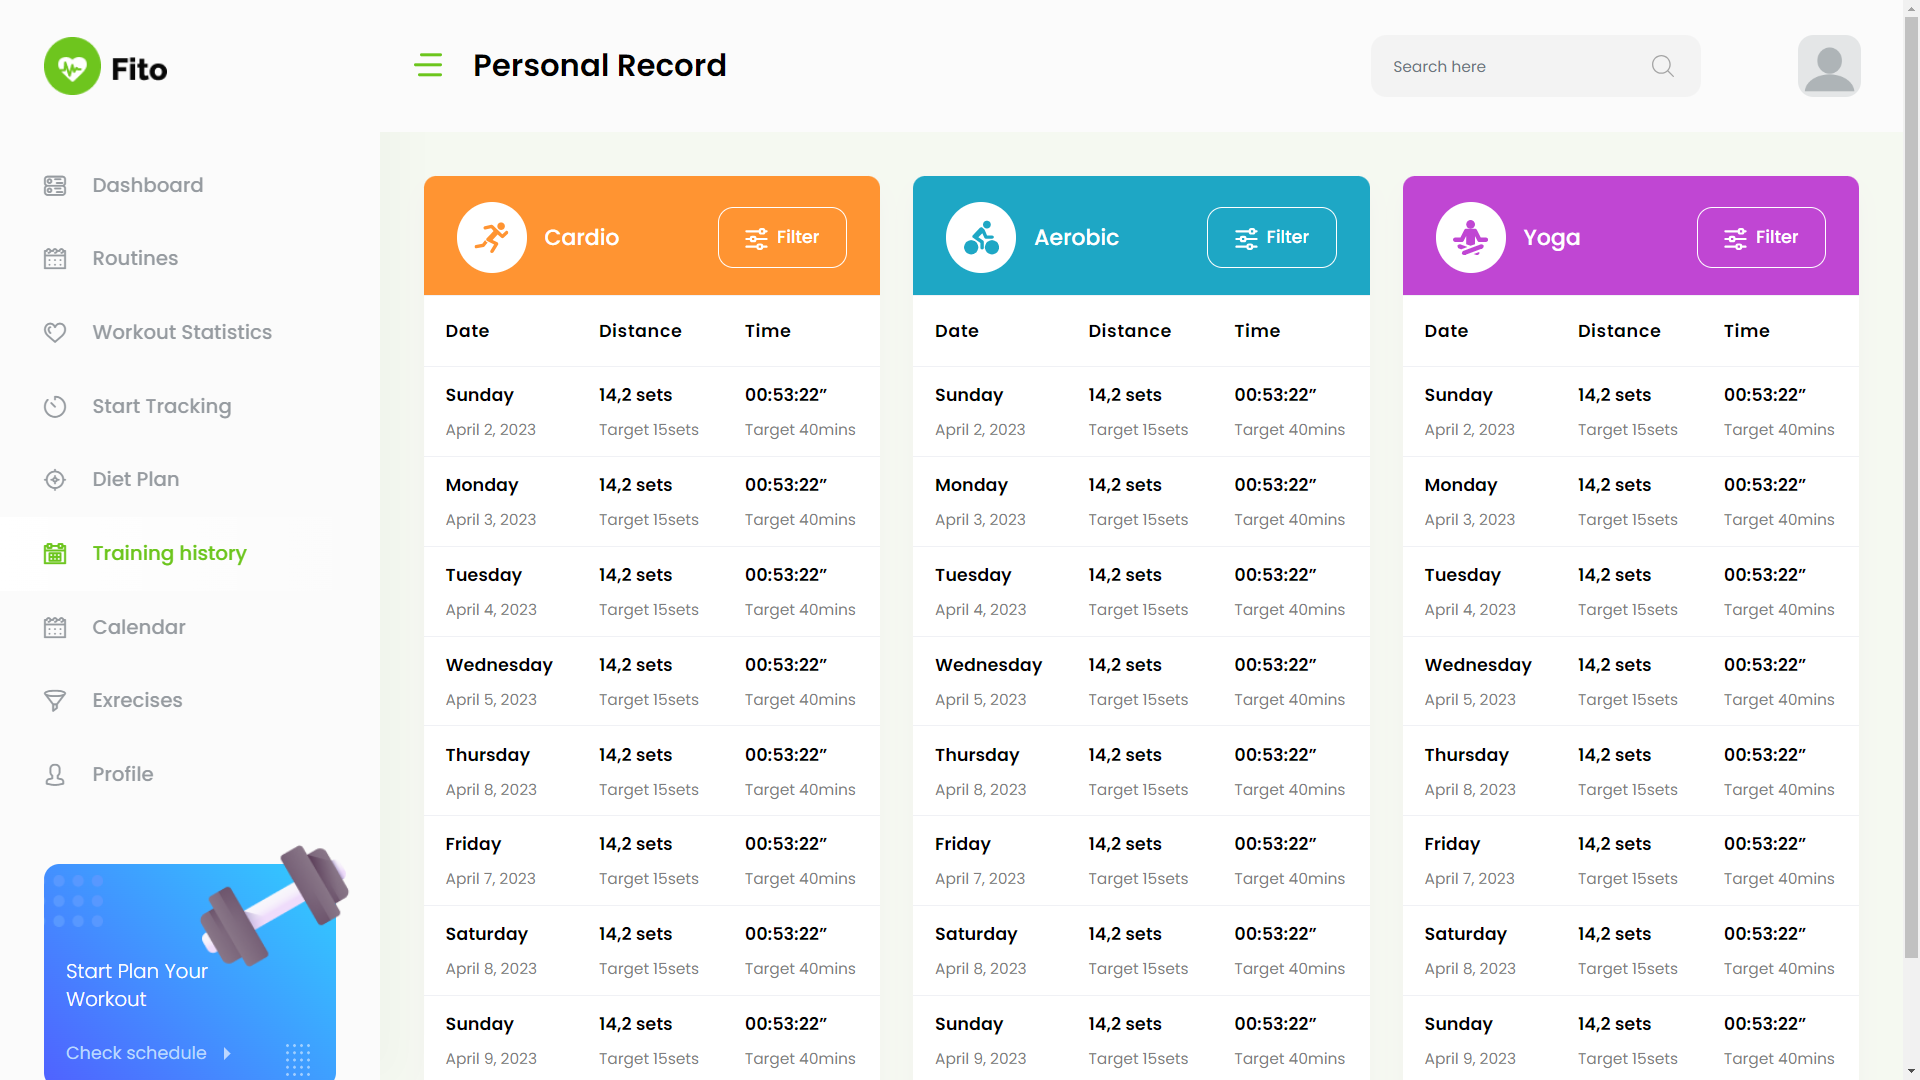 Fito
Personal Record
Search here
Dashboard
Routines
Workout Statistics
Start Tracking
Diet Plan
Training history
Calendar
Exrecises
Profile
Start Plan Your
Workout
Check schedule
Cardio
Filter
Date Distance Time
Sunday 14,2 sets 00:53:22”
April 2, 2023 Target 15sets Target 40mins
Monday 14,2 sets 00:53:22”
April 3, 2023 Target 15sets Target 40mins
Tuesday 14,2 sets 00:53:22”
April 4, 2023 Target 15sets Target 40mins
Wednesday 14,2 sets 00:53:22”
April 5, 2023 Target 15sets Target 40mins
Thursday 14,2 sets 00:53:22”
April 8, 2023 Target 15sets Target 40mins
Friday 14,2 sets 00:53:22”
April 7, 2023 Target 15sets Target 40mins
Saturday 14,2 sets 00:53:22”
April 8, 2023 Target 15sets Target 40mins
Sunday 14,2 sets 00:53:22”
April 9, 2023 Target 15sets Target 40mins
Aerobic
Filter
Date Distance Time
Sunday 14,2 sets 00:53:22”
April 2, 2023 Target 15sets Target 40mins
Monday 14,2 sets 00:53:22”
April 3, 2023 Target 15sets Target 40mins
Tuesday 14,2 sets 00:53:22”
April 4, 2023 Target 15sets Target 40mins
Wednesday 14,2 sets 00:53:22”
April 5, 2023 Target 15sets Target 40mins
Thursday 14,2 sets 00:53:22”
April 8, 2023 Target 15sets Target 40mins
Friday 14,2 sets 00:53:22”
April 7, 2023 Target 15sets Target 40mins
Saturday 14,2 sets 00:53:22”
April 8, 2023 Target 15sets Target 40mins
Sunday 14,2 sets 00:53:22”
April 9, 2023 Target 15sets Target 40mins
Yoga
Filter
Date Distance Time
Sunday 14,2 sets 00:53:22”
April 2, 2023 Target 15sets Target 40mins
Monday 14,2 sets 00:53:22”
April 3, 2023 Target 15sets Target 40mins
Tuesday 14,2 sets 00:53:22”
April 4, 2023 Target 15sets Target 40mins
Wednesday 14,2 sets 00:53:22”
April 5, 2023 Target 15sets Target 40mins
Thursday 14,2 sets 00:53:22”
April 8, 2023 Target 15sets Target 40mins
Friday 14,2 sets 00:53:22”
April 7, 2023 Target 15sets Target 40mins
Saturday 14,2 sets 00:53:22”
April 8, 2023 Target 15sets Target 40mins
Sunday 14,2 sets 00:53:22”
April 9, 2023 Target 15sets Target 40mins